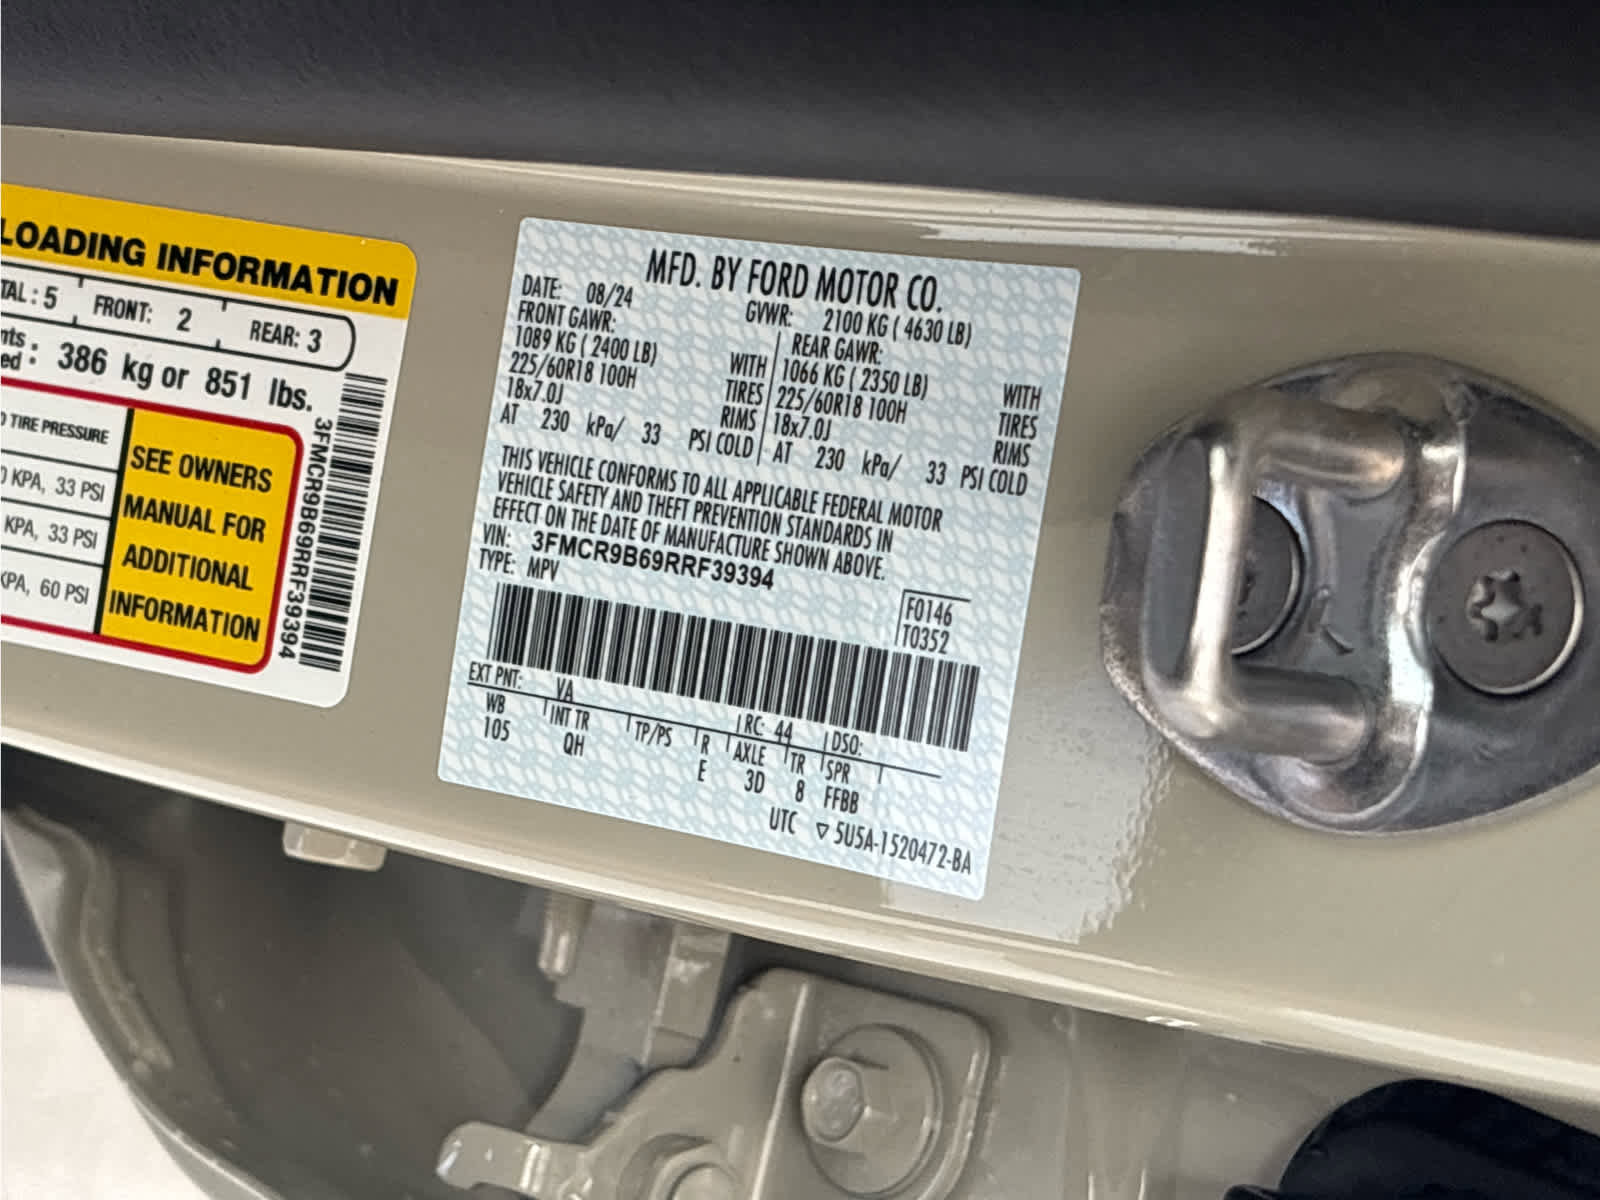 LOADING INFORMATION
TAL: 5 FRONT: 2 REAR: 3
386 kg or 851 lbs.
TIRE PRESSURE
KPA, 33 PSI
KPA, 33 PSI
KPA, 60 PSI
SEE OWNERS
MANUAL FOR
ADDITIONAL
INFORMATION
3FMCR9B69RRF39394
MFD. BY FORD MOTOR CO.
DATE: 08/24 GVWR: 2100 KG ( 4630 LB)
FRONT GAWR: REAR GAWR:
1089 KG ( 2400 LB) WITH 1066 KG ( 2350 LB) WITH
225/60R18 100H TIRES 225/60R18 100H TIRES
18x7.0J RIMS 18x7.0J RIMS
AT 230 kPa/ 33 PSI COLD AT 230 kPa/ 33 PSI COLD
THIS VEHICLE CONFORMS TO ALL APPLICABLE FEDERAL MOTOR
VEHICLE SAFETY AND THEFT PREVENTION STANDARDS IN
EFFECT ON THE DATE OF MANUFACTURE SHOWN ABOVE.
VIN: 3FMCR9B69RRF39394
TYPE: MPV
F0146
T0352
EXT PNT: VA RC: 44 DSO:
WB INT TR TP/PS R AXLE TR SPR
105 QH E 3D 8 FFBB
UTC ▽ 5U5A-1520472-BA